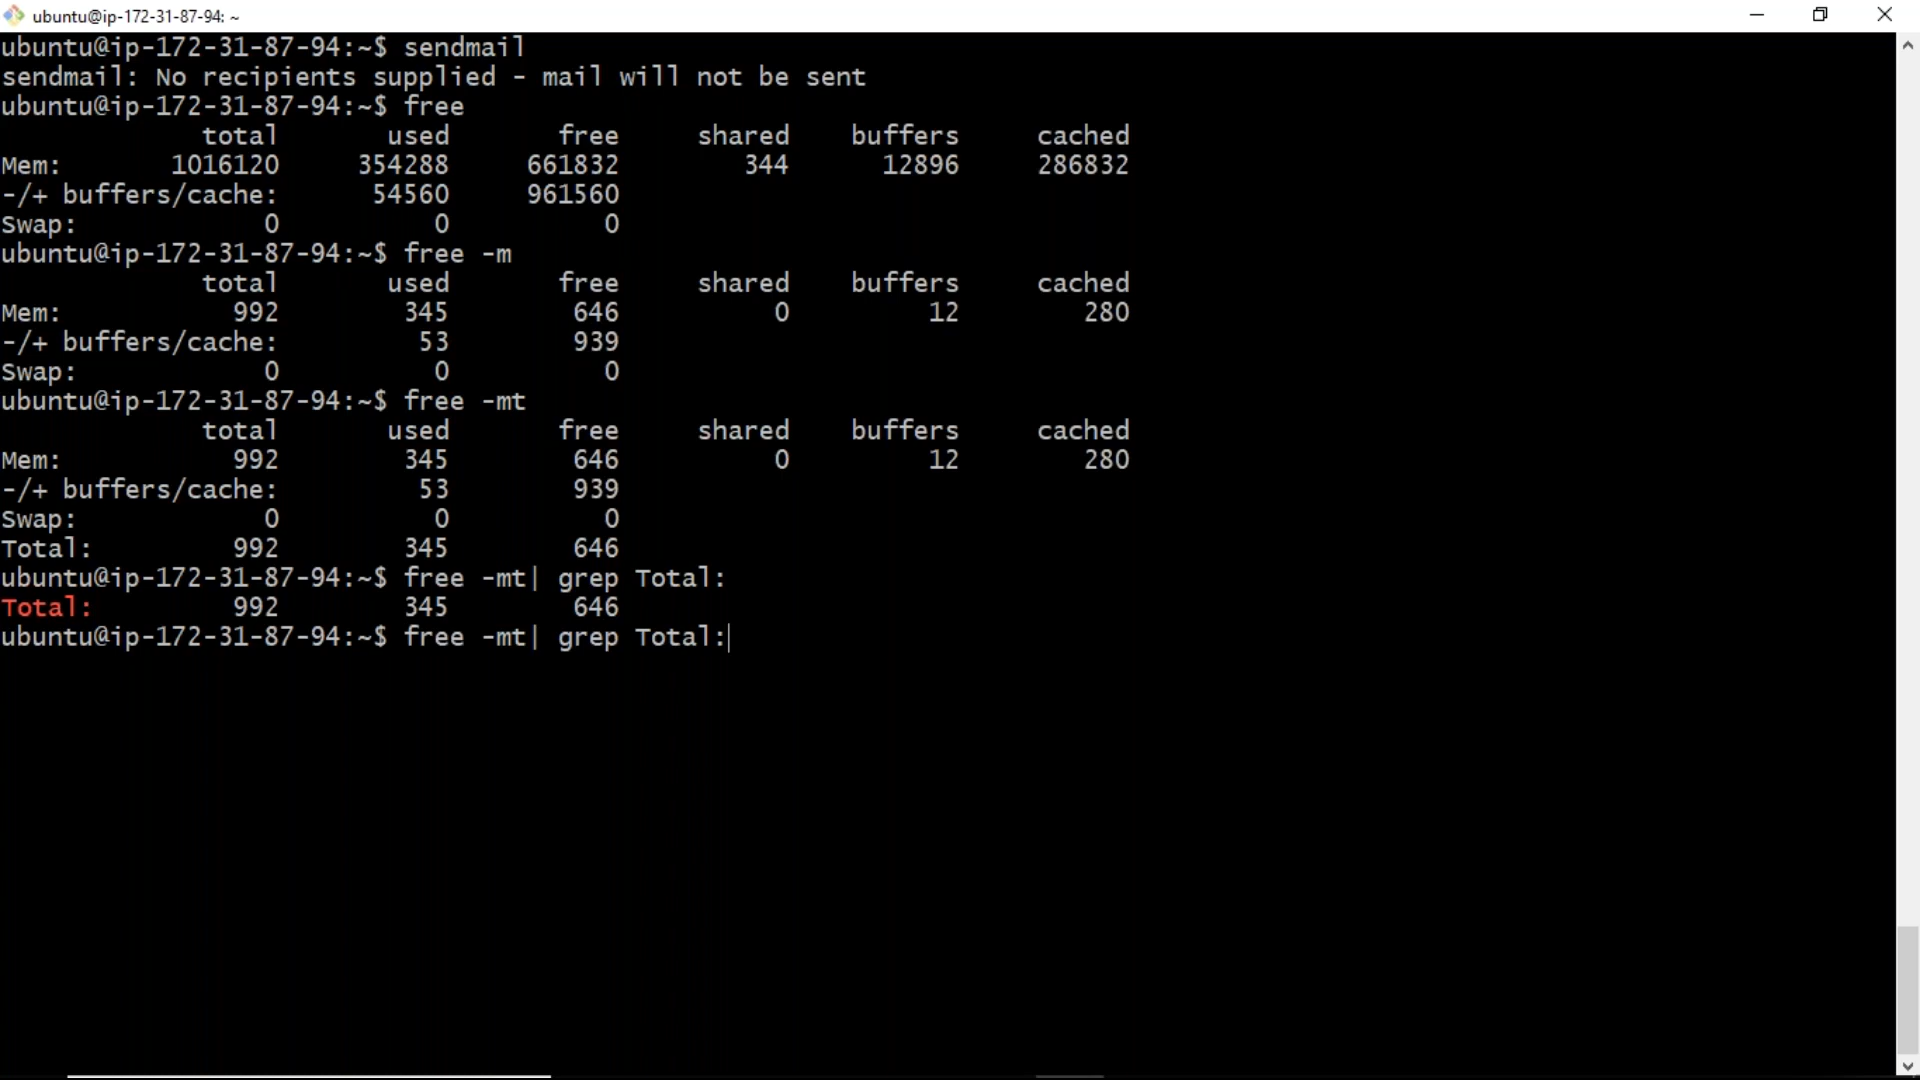 ubuntu@ip-172-31-87-94: ~
ubuntu@ip-172-31-87-94:~$ sendmail
sendmail: No recipients supplied - mail will not be sent
ubuntu@ip-172-31-87-94:~$ free
total used free shared buffers cached
Mem: 1016120 354288 661832 344 12896 286832
-/+ buffers/cache: 54560 961560
Swap: 0 0 0
ubuntu@ip-172-31-87-94:~$ free -m
total used free shared buffers cached
Mem: 992 345 646 0 12 280
-/+ buffers/cache: 53 939
Swap: 0 0 0
ubuntu@ip-172-31-87-94:~$ free -mt
total used free shared buffers cached
Mem: 992 345 646 0 12 280
-/+ buffers/cache: 53 939
Swap: 0 0 0
Total: 992 345 646
ubuntu@ip-172-31-87-94:~$ free -mt| grep Total:
Total: 992 345 646
ubuntu@ip-172-31-87-94:~$ free -mt| grep Total: